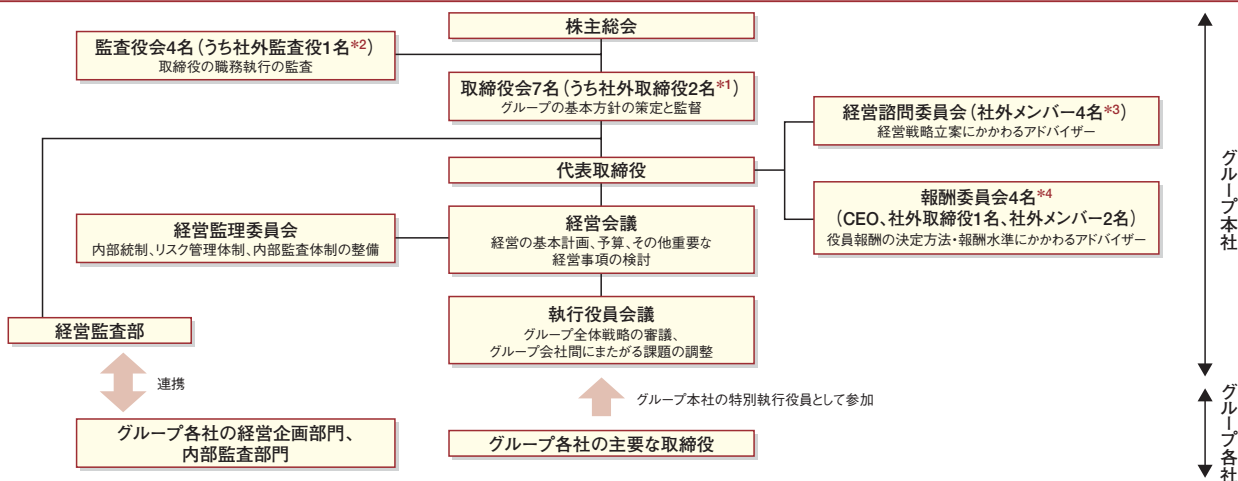 株主総会
監査役会4名（うち社外監査役1名*2）
取締役の職務執行の監査
取締役会7名（うち社外取締役2名*1）
グループの基本方針の策定と監督
経営諮問委員会（社外メンバー4名*3）
経営戦略立案にかかわるアドバイザー
代表取締役
報酬委員会4名*4
（CEO、社外取締役1名、社外メンバー2名）
役員報酬の決定方法・報酬水準にかかわるアドバイザー
経営監理委員会
内部統制、リスク管理体制、内部監査体制の整備
経営会議
経営の基本計画、予算、その他重要な
経営事項の検討
執行役員会議
グループ全体戦略の審議、
グループ会社間にまたがる課題の調整
経営監査部
連携
グループ本社の特別執行役員として参加
グループ各社の経営企画部門、
内部監査部門
グループ各社の主要な取締役
グループ本社
グループ各社